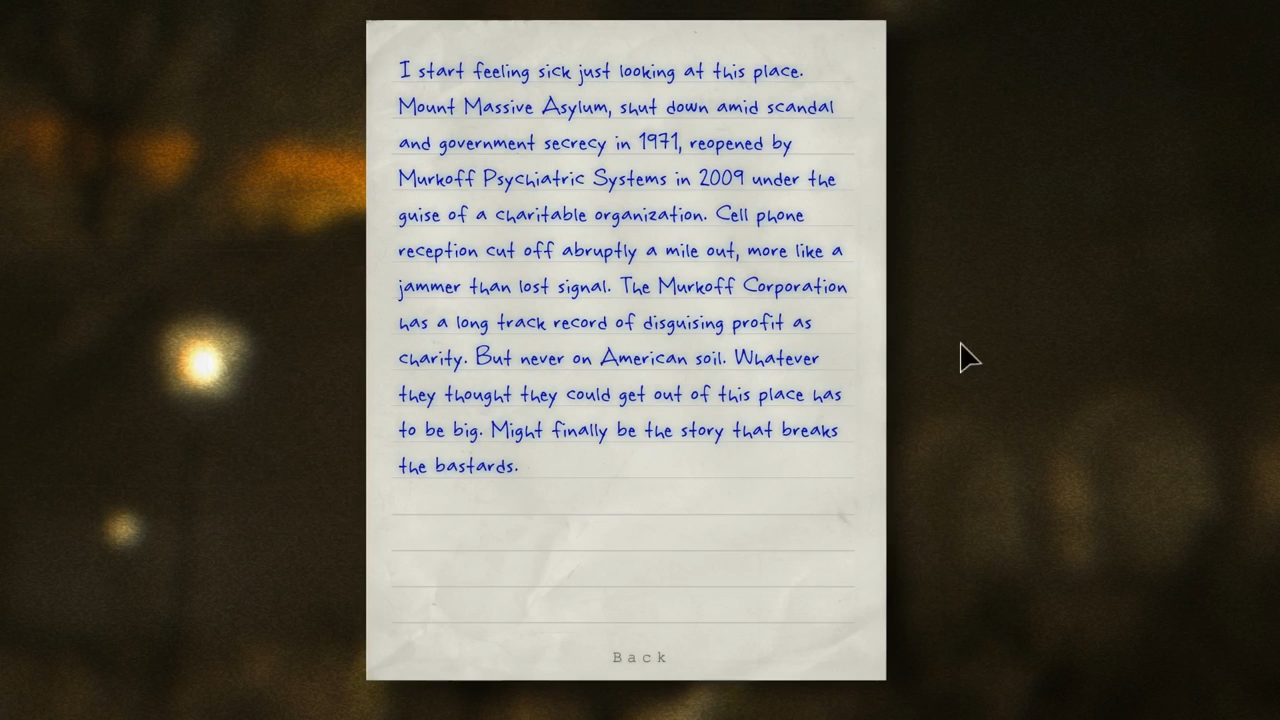 I start feeling sick just looking at this place.
Mount Massive Asylum, shut down amid scandal
and government secrecy in 1971, reopened by
Murkoff Psychiatric Systems in 2009 under the
guise of a charitable organization. Cell phone
reception cut off abruptly a mile out, more like a
jammer than lost signal. The Murkoff Corporation
has a long track record of disguising profit as
charity. But never on American soil. Whatever
they thought they could get out of this place has
to be big. Might finally be the story that breaks
the bastards.
Back